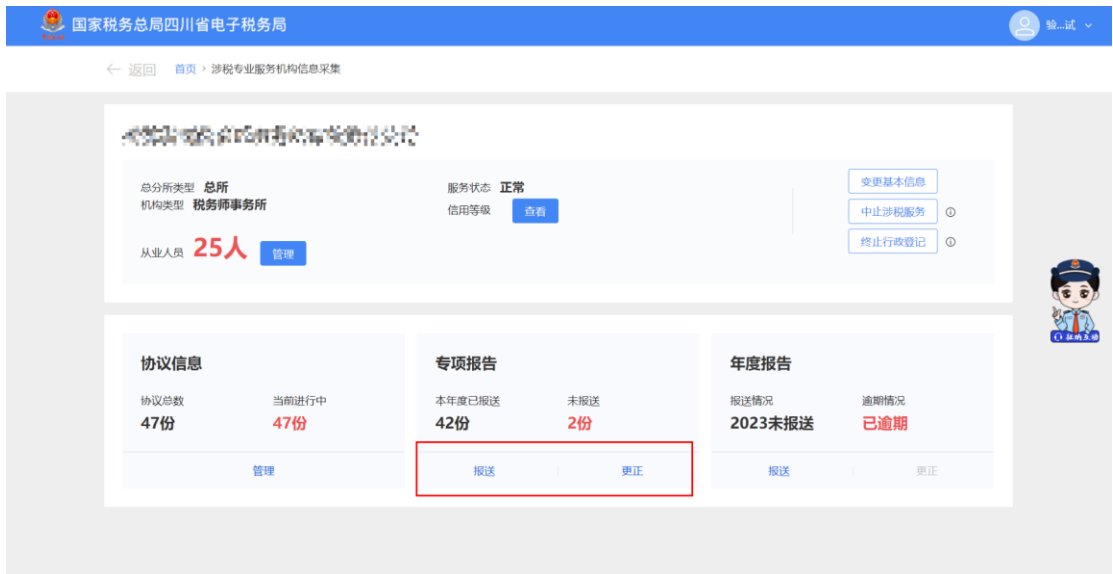 国家税务总局四川省电子税务局
验...试
返回 首页 › 涉税专业服务机构信息采集
总分所类型 总所
机构类型 税务师事务所
从业人员 25人 管理
服务状态 正常
信用等级 查看
变更基本信息
中止涉税服务
终止行政登记
征纳互动
协议信息
协议总数 当前进行中
47份 47份
管理
专项报告
本年度已报送 未报送
42份 2份
报送 更正
年度报告
报送情况 逾期情况
2023未报送 已逾期
报送 更正